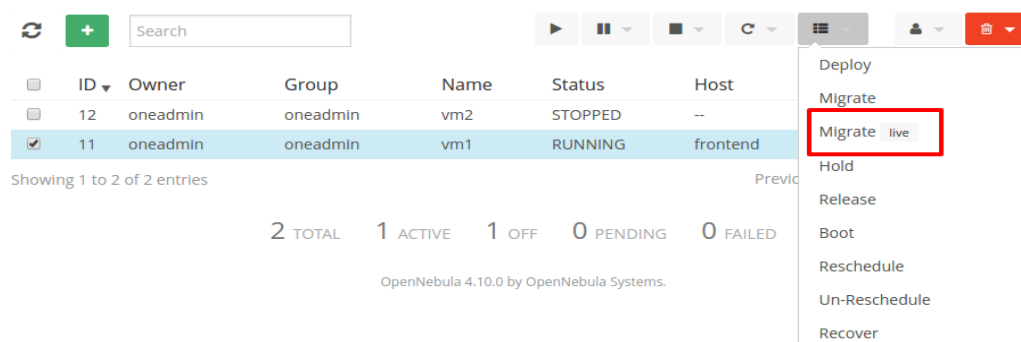 Search
ID Owner Group Name Status Host
12 oneadmin oneadmin vm2 STOPPED --
11 oneadmin oneadmin vm1 RUNNING frontend
Showing 1 to 2 of 2 entries
Previo
2 TOTAL 1 ACTIVE 1 OFF 0 PENDING 0 FAILED
OpenNebula 4.10.0 by OpenNebula Systems.
Deploy
Migrate
Migrate live
Hold
Release
Boot
Reschedule
Un-Reschedule
Recover